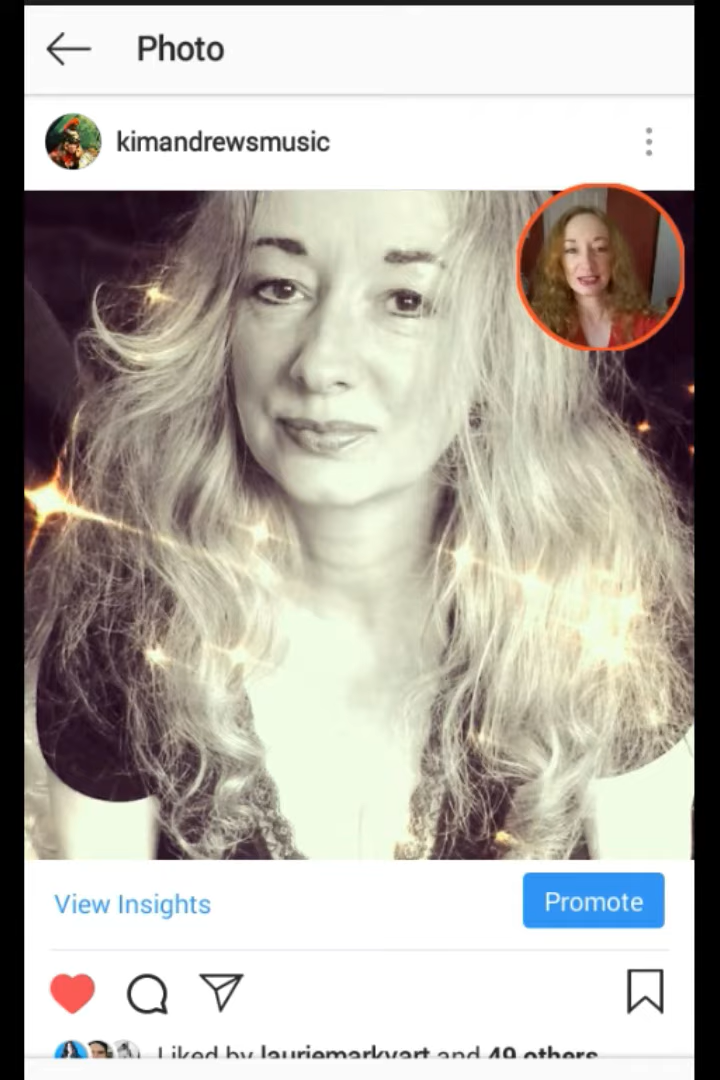 Photo
kimandrewsmusic
View Insights
Promote
Liked by lauriemarkvart and 49 others